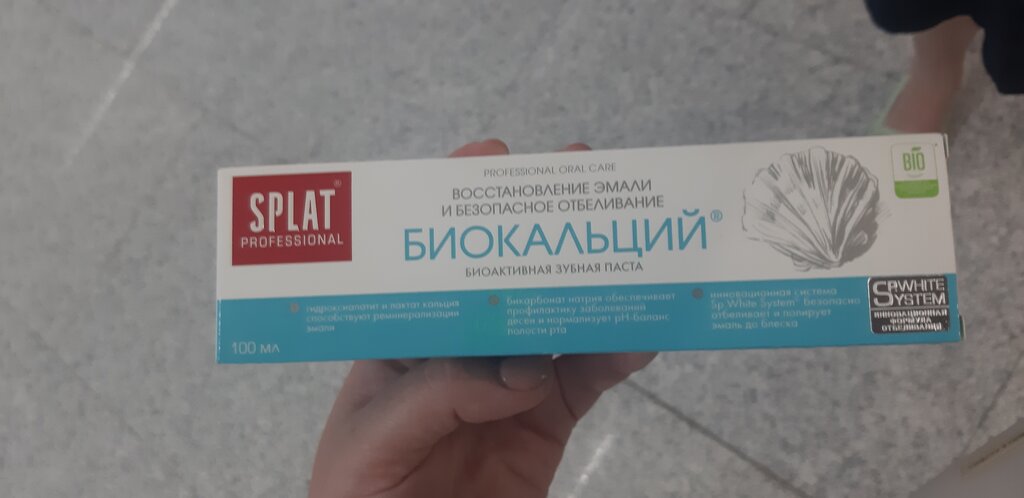 SPLAT®
PROFESSIONAL
PROFESSIONAL ORAL CARE
ВОССТАНОВЛЕНИЕ ЭМАЛИ
И БЕЗОПАСНОЕ ОТБЕЛИВАНИЕ
БИОКАЛЬЦИЙ®
БИОАКТИВНАЯ ЗУБНАЯ ПАСТА
BIO
гидроксиапатит и лактат кальция
способствуют реминерализации
эмали
бикарбонат натрия обеспечивает
профилактику заболеваний
десен и нормализует pH-баланс
полости рта
инновационная система
Sp.White System® безопасно
отбеливает и полирует
эмаль до блеска
SPWHITE
SYSTEM
ИННОВАЦИОННАЯ
ФОРМУЛА
ОТБЕЛИВАНИЯ
100 МЛ